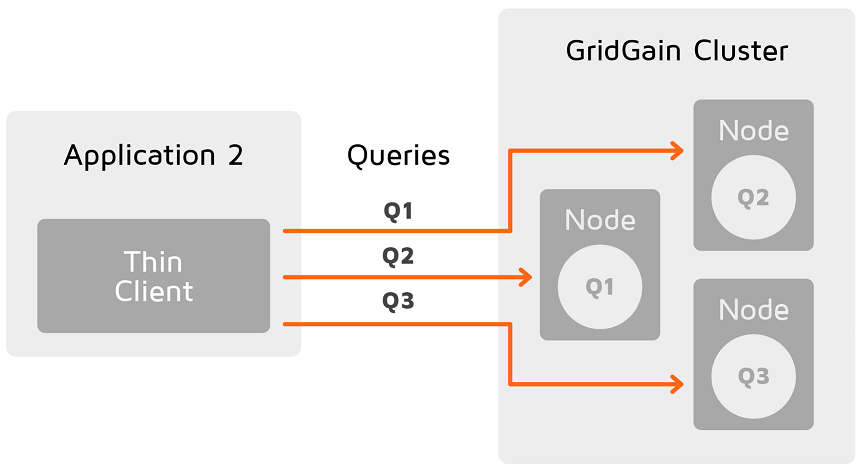 Application 2
Thin
Client
Queries
Q1
Q2
Q3
GridGain Cluster
Node
Q1
Node
Q2
Node
Q3